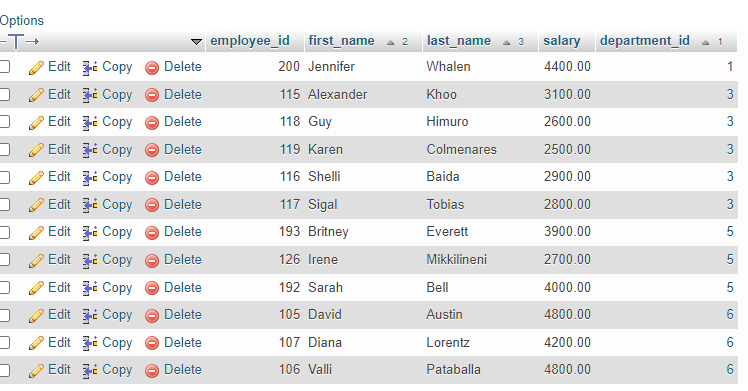 Options
employee_id first_name 2 last_name 3 salary department_id 1
Edit Copy Delete 200 Jennifer Whalen 4400.00 1
Edit Copy Delete 115 Alexander Khoo 3100.00 3
Edit Copy Delete 118 Guy Himuro 2600.00 3
Edit Copy Delete 119 Karen Colmenares 2500.00 3
Edit Copy Delete 116 Shelli Baida 2900.00 3
Edit Copy Delete 117 Sigal Tobias 2800.00 3
Edit Copy Delete 193 Britney Everett 3900.00 5
Edit Copy Delete 126 Irene Mikkilineni 2700.00 5
Edit Copy Delete 192 Sarah Bell 4000.00 5
Edit Copy Delete 105 David Austin 4800.00 6
Edit Copy Delete 107 Diana Lorentz 4200.00 6
Edit Copy Delete 106 Valli Pataballa 4800.00 6